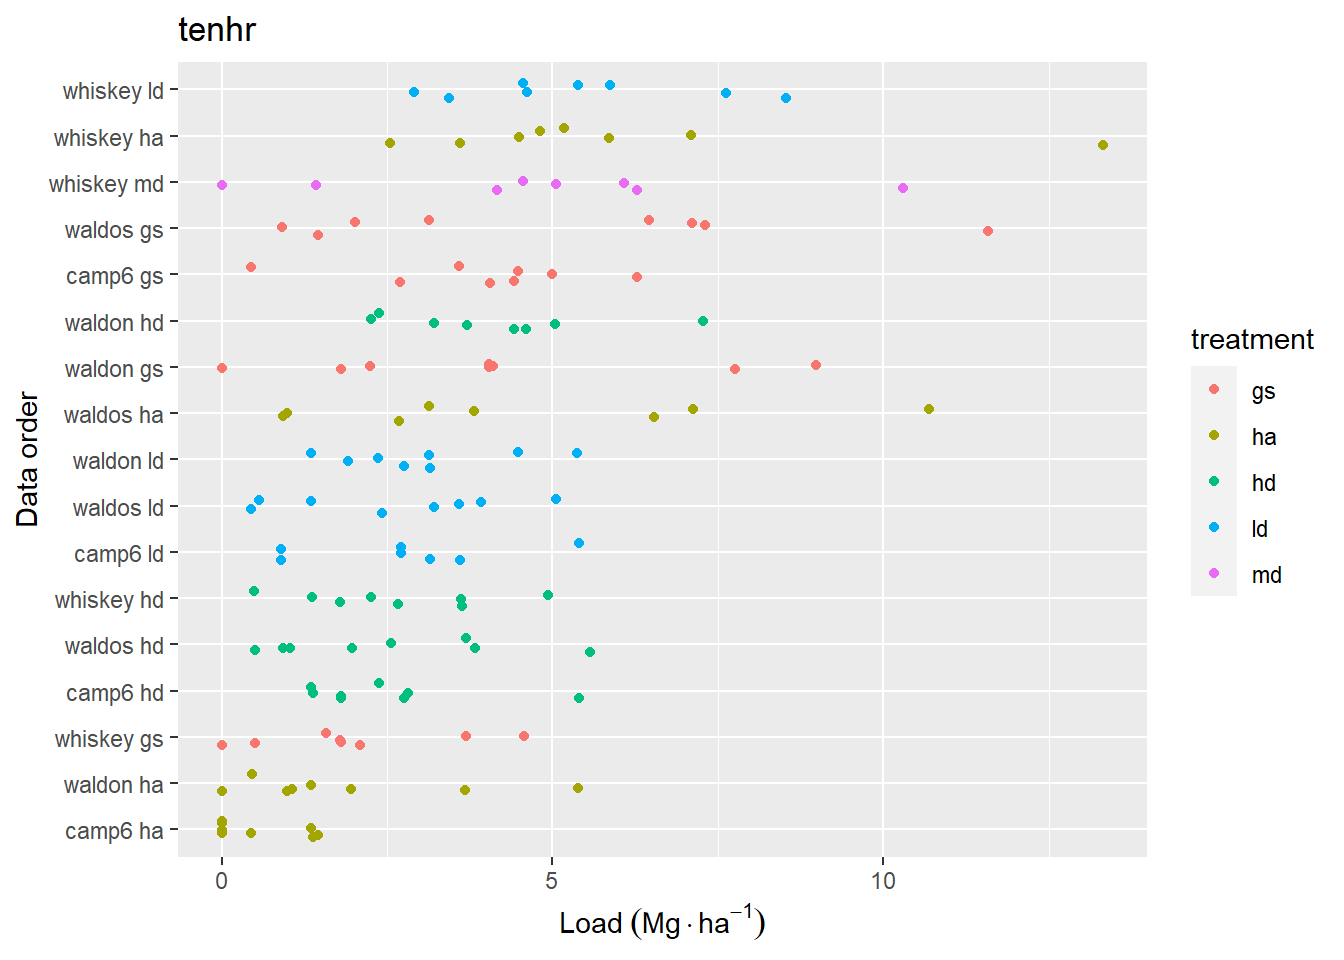 tenhr
whiskey ld
whiskey ha
whiskey md
waldos gs
camp6 gs
waldon hd
waldon gs
waldos ha
waldon ld
waldos ld
camp6 ld
whiskey hd
waldos hd
camp6 hd
whiskey gs
waldon ha
camp6 ha
Data order
0 5 10
Load (Mg · ha⁻¹)
treatment
gs
ha
hd
ld
md